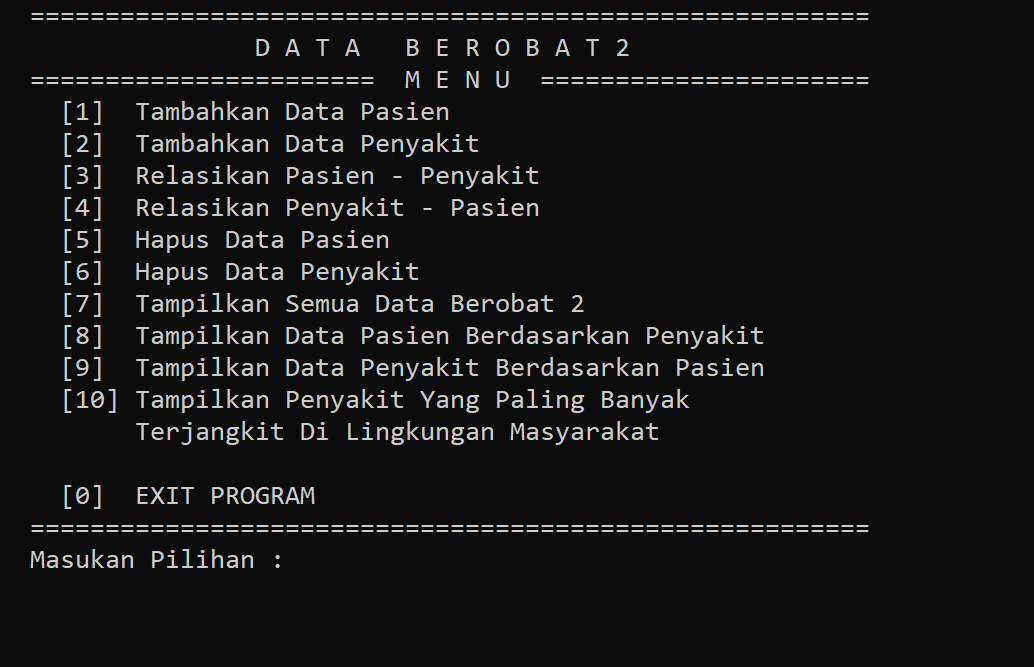 ========================================================
D A T A   B E R O B A T 2
======================= M E N U ======================
[1] Tambahkan Data Pasien
[2] Tambahkan Data Penyakit
[3] Relasikan Pasien - Penyakit
[4] Relasikan Penyakit - Pasien
[5] Hapus Data Pasien
[6] Hapus Data Penyakit
[7] Tampilkan Semua Data Berobat 2
[8] Tampilkan Data Pasien Berdasarkan Penyakit
[9] Tampilkan Data Penyakit Berdasarkan Pasien
[10] Tampilkan Penyakit Yang Paling Banyak
Terjangkit Di Lingkungan Masyarakat
[0] EXIT PROGRAM
========================================================
Masukan Pilihan :